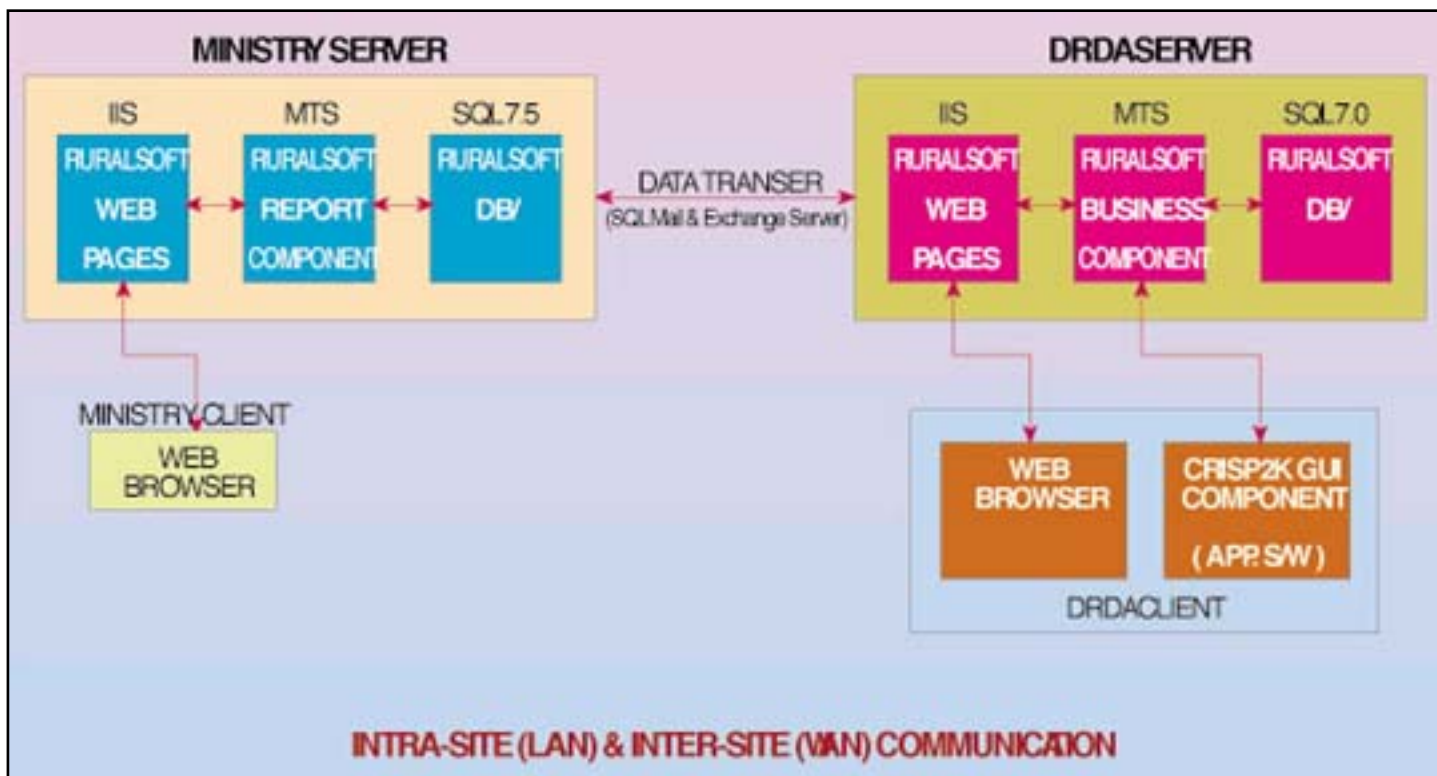 MINISTRY SERVER
DRDASERVER
IIS
MTS
SQL7.5
RURALSOFT
WEB
PAGES
RURALSOFT
REPORT
COMPONENT
RURALSOFT
DB/
DATA TRANSER
(SQL Mail & Exchange Server)
IIS
MTS
SQL7.0
RURALSOFT
WEB
PAGES
RURALSOFT
BUSINESS
COMPONENT
RURALSOFT
DB/
MINISTRY CLIENT
WEB
BROWSER
WEB
BROWSER
CRISP2K GUI
COMPONENT
( APP. S/W )
DRDACLIENT
INTRA-SITE (LAN) & INTER-SITE (WAN) COMMUNICATION